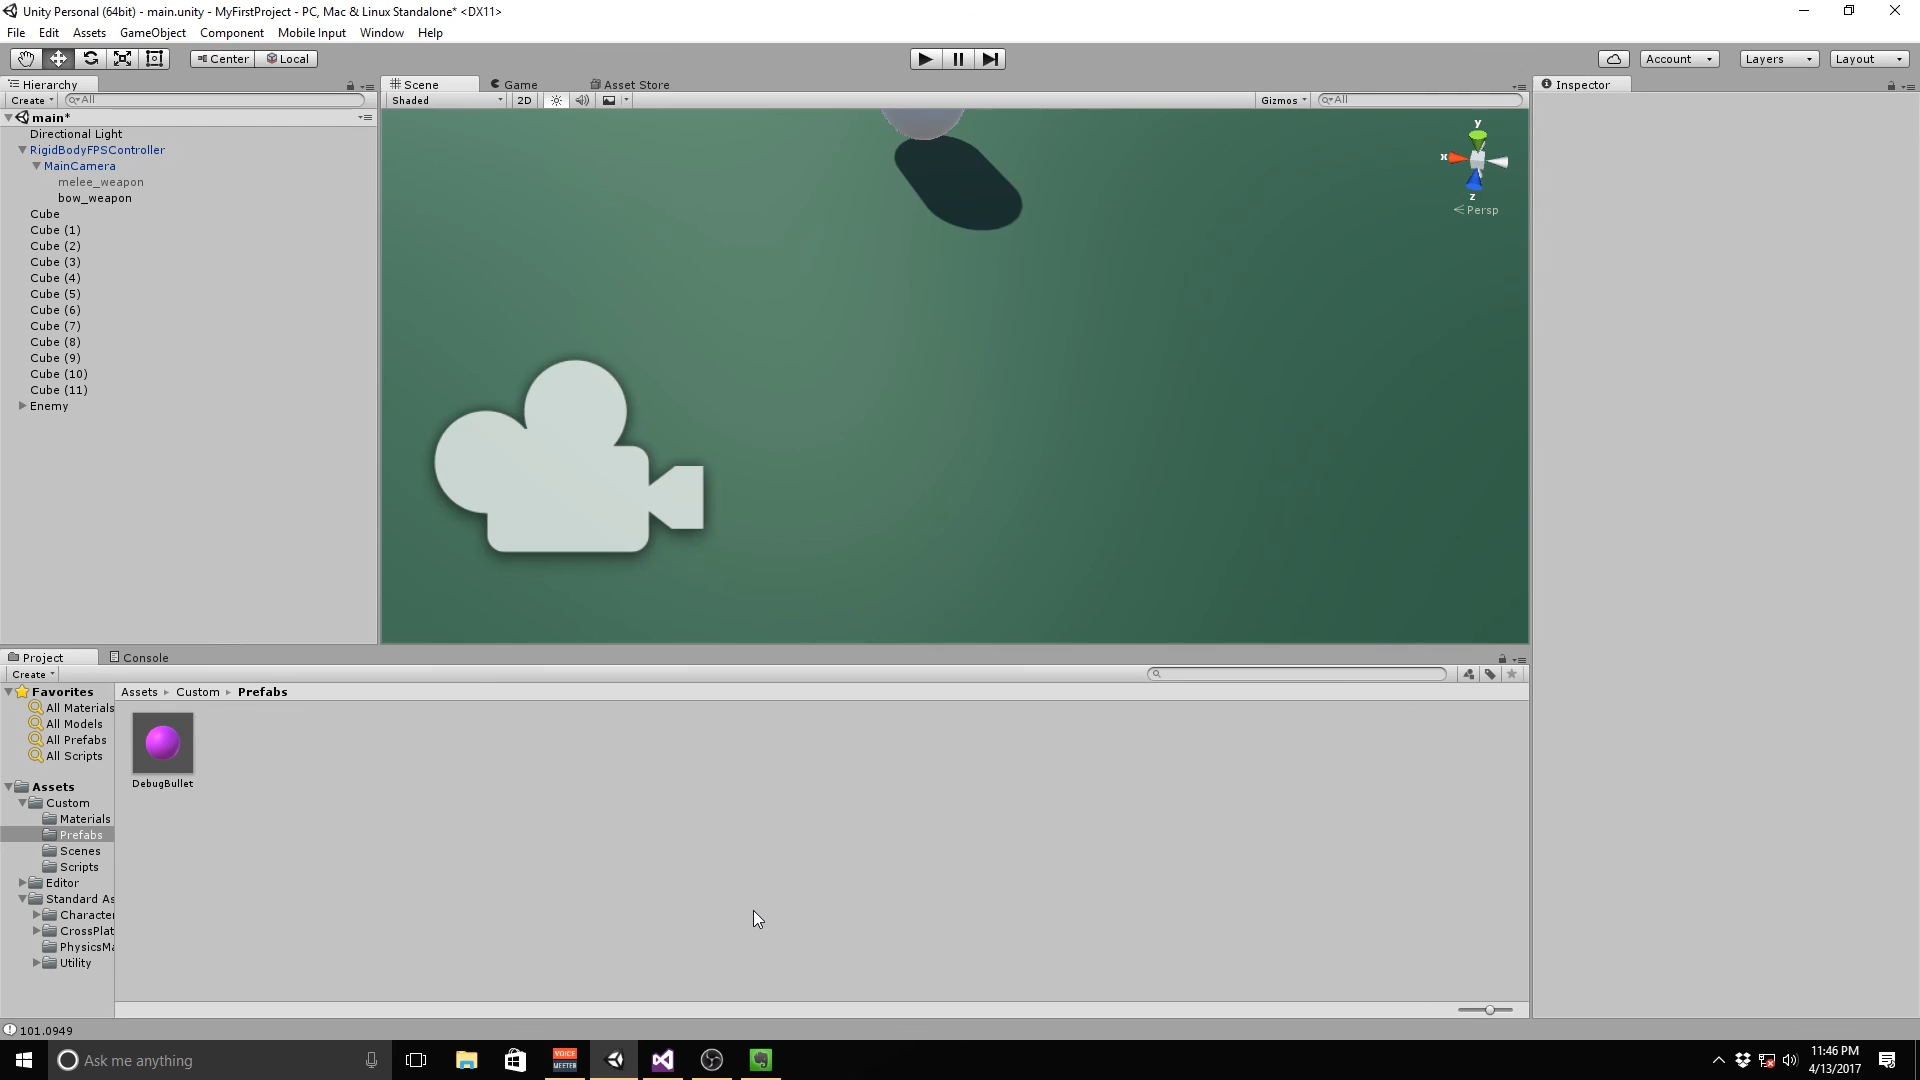 Unity Personal (64bit) - main.unity - MyFirstProject - PC, Mac & Linux Standalone* <DX11>
File Edit Assets GameObject Component Mobile Input Window Help
Center Local Account Layers Layout
Hierarchy Scene Game Asset Store Inspector
Create All Shaded 2D Gizmos All
main*
Directional Light
RigidBodyFPSController
MainCamera
melee_weapon
bow_weapon
Cube
Cube (1)
Cube (2)
Cube (3)
Cube (4)
Cube (5)
Cube (6)
Cube (7)
Cube (8)
Cube (9)
Cube (10)
Cube (11)
Enemy
y
x
z
Persp
Project Console
Create
Favorites
All Materials
All Models
All Prefabs
All Scripts
Assets
Custom
Materials
Prefabs
Scenes
Scripts
Editor
Standard As
Character
CrossPlat
PhysicsMa
Utility
Assets Custom Prefabs
DebugBullet
101.0949
Ask me anything
VOICE
MEETER
11:46 PM
4/13/2017